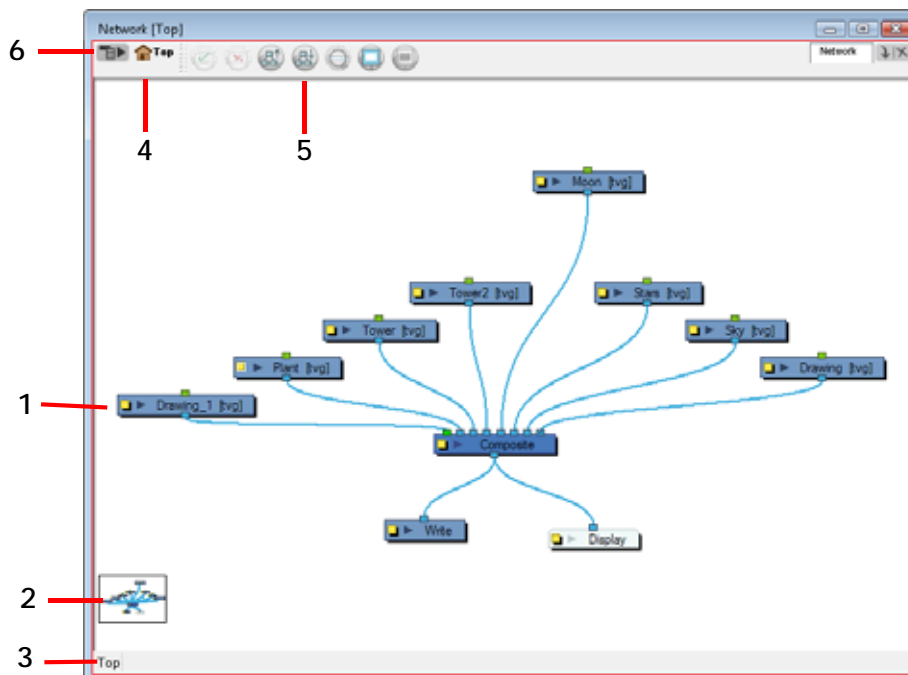 Network [Top]
6
Top
Network
4
5
Moon [tvg]
Tower2 [tvg]
Stars [tvg]
Tower [tvg]
Sky [tvg]
Plant [tvg]
Drawing [tvg]
1
Drawing_1 [tvg]
Composite
Write
Display
2
3
Top